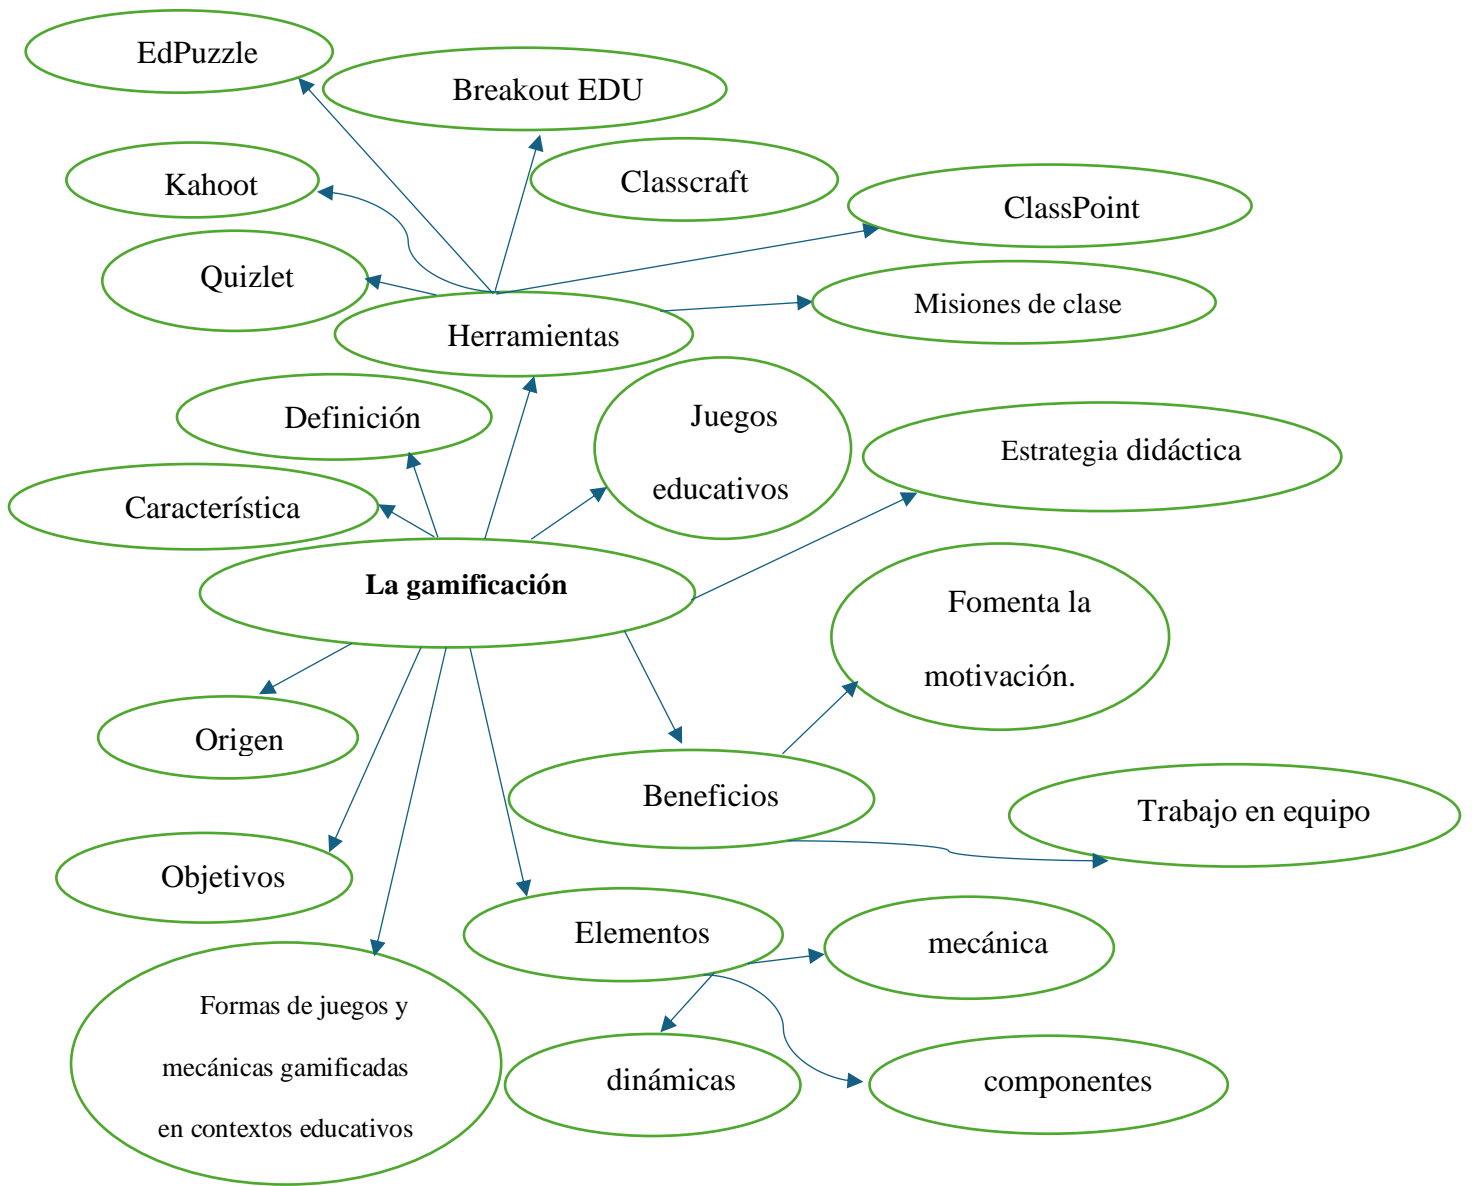 EdPuzzle
Breakout EDU
Kahoot
Classcraft
ClassPoint
Quizlet
Misiones de clase
Herramientas
Definición
Juegos
educativos
Estrategia didáctica
Característica
La gamificación
Fomenta la
motivación.
Origen
Beneficios
Trabajo en equipo
Objetivos
Elementos
mecánica
Formas de juegos y
mecánicas gamificadas
en contextos educativos
dinámicas
componentes